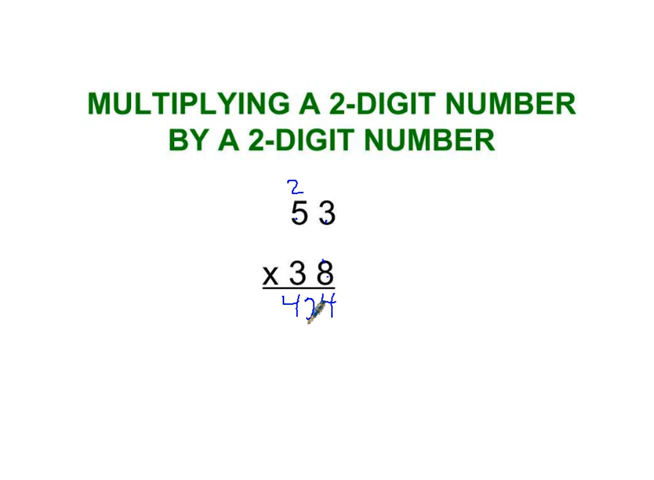 MULTIPLYING A 2-DIGIT NUMBER
BY A 2-DIGIT NUMBER
2
5 3
x 3 8
424